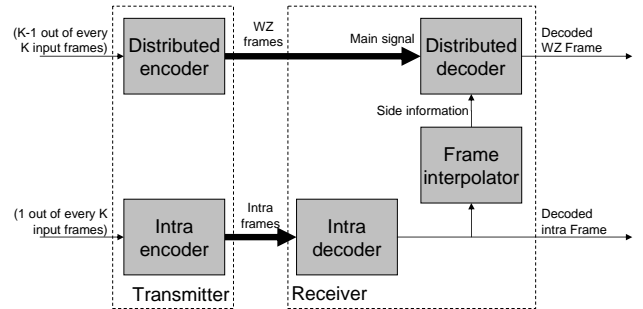 (K-1 out of every
K input frames)
Distributed
encoder
WZ
frames
Main signal
Distributed
decoder
Decoded
WZ Frame
Side information
Frame
interpolator
(1 out of every K
input frames)
Intra
encoder
Intra
frames
Intra
decoder
Decoded
intra Frame
Transmitter
Receiver